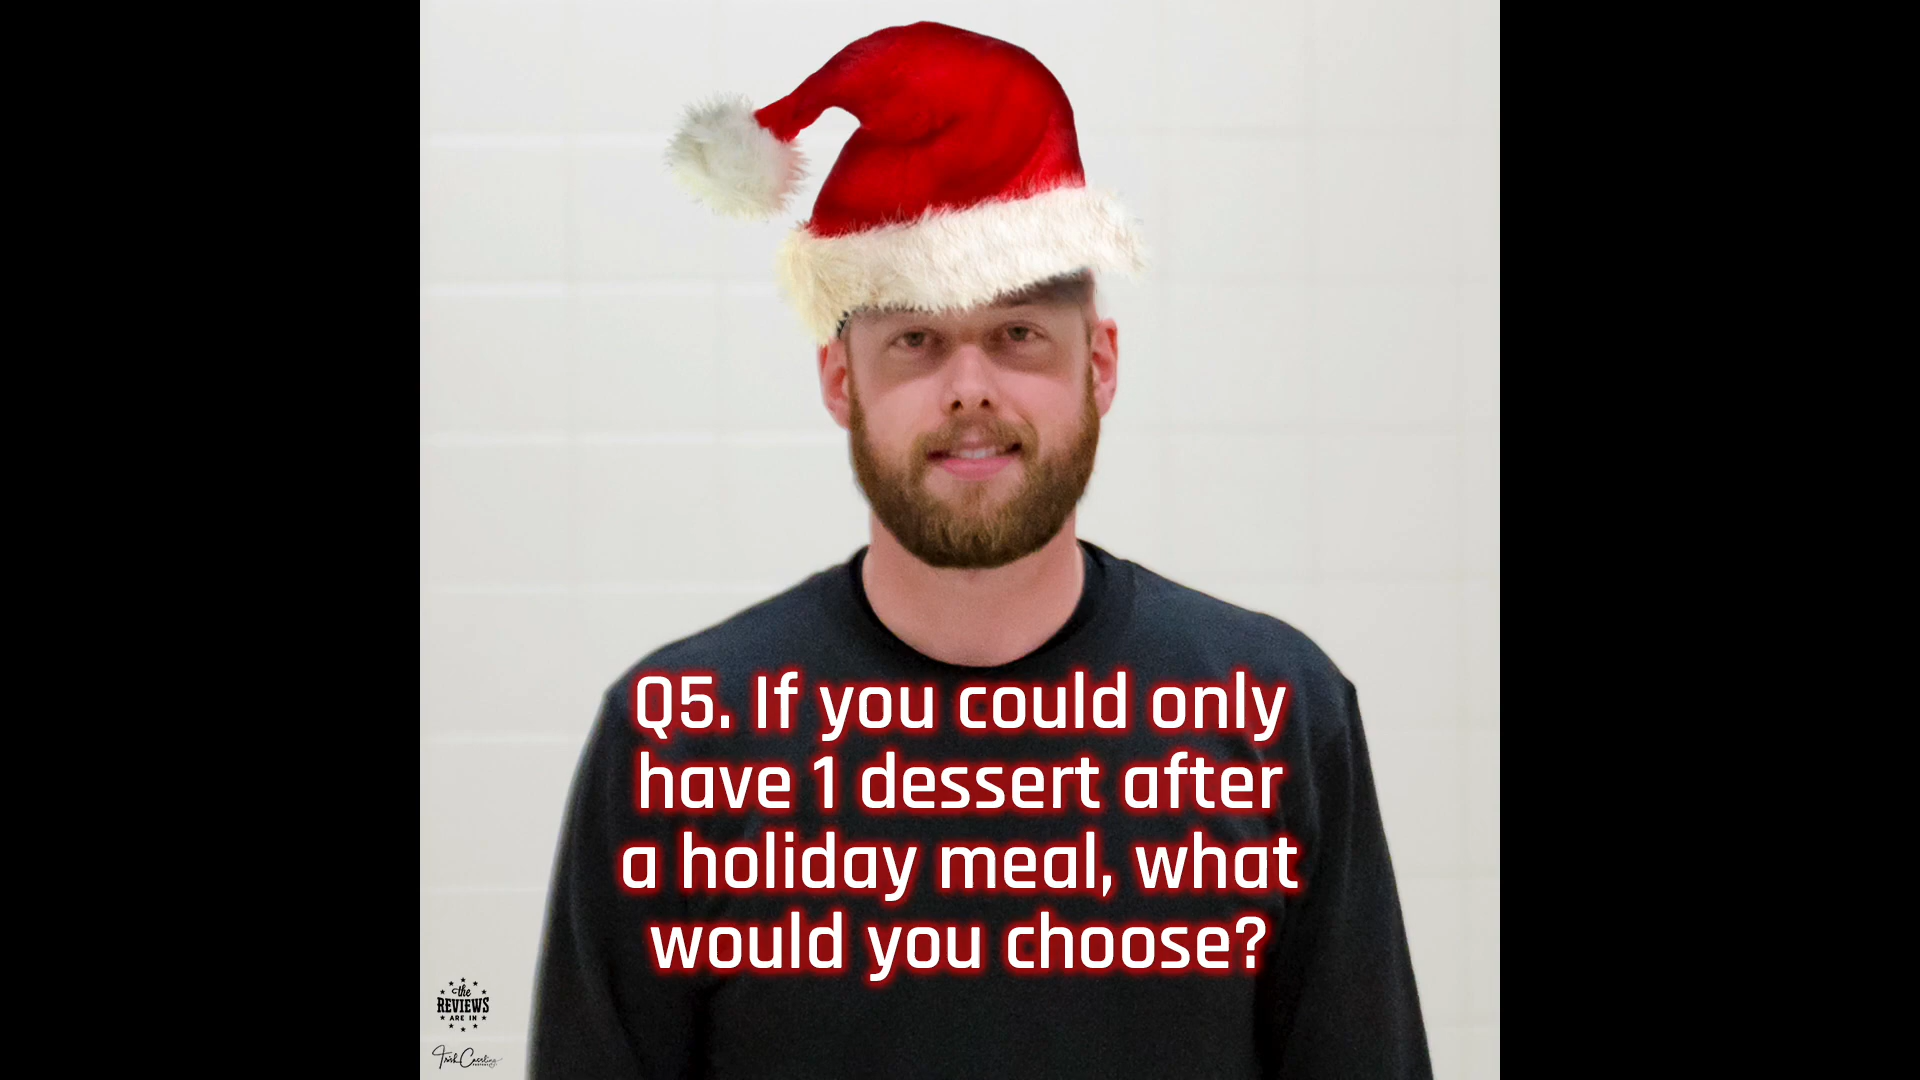 Q5. If you could only
have 1 dessert after
a holiday meal, what
would you choose?
the
REVIEWS
ARE IN